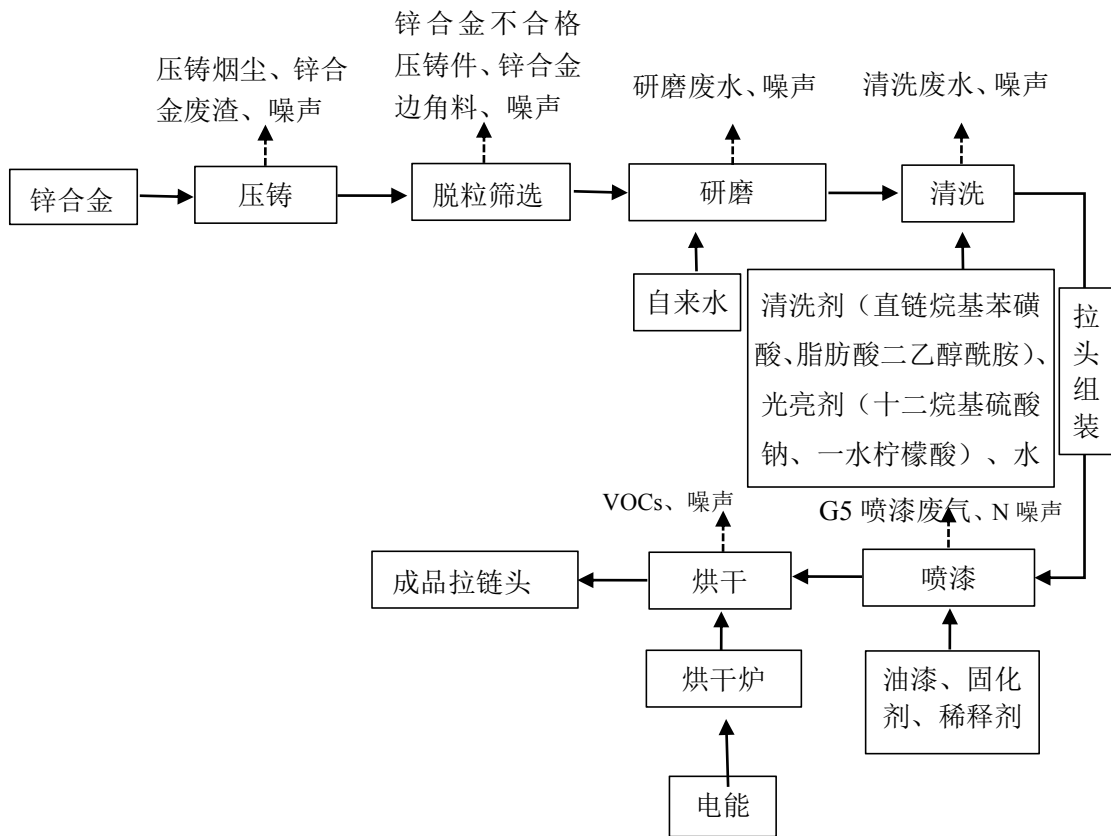 压铸烟尘、锌合
金废渣、噪声
锌合金不合格
压铸件、锌合金
边角料、噪声
研磨废水、噪声
清洗废水、噪声
锌合金
压铸
脱粒筛选
研磨
清洗
自来水
清洗剂（直链烷基苯磺
酸、脂肪酸二乙醇酰胺）、
光亮剂（十二烷基硫酸
钠、一水柠檬酸）、水
拉
头
组
装
VOCs、噪声
G5 喷漆废气、N 噪声
成品拉链头
烘干
喷漆
烘干炉
油漆、固化
剂、稀释剂
电能